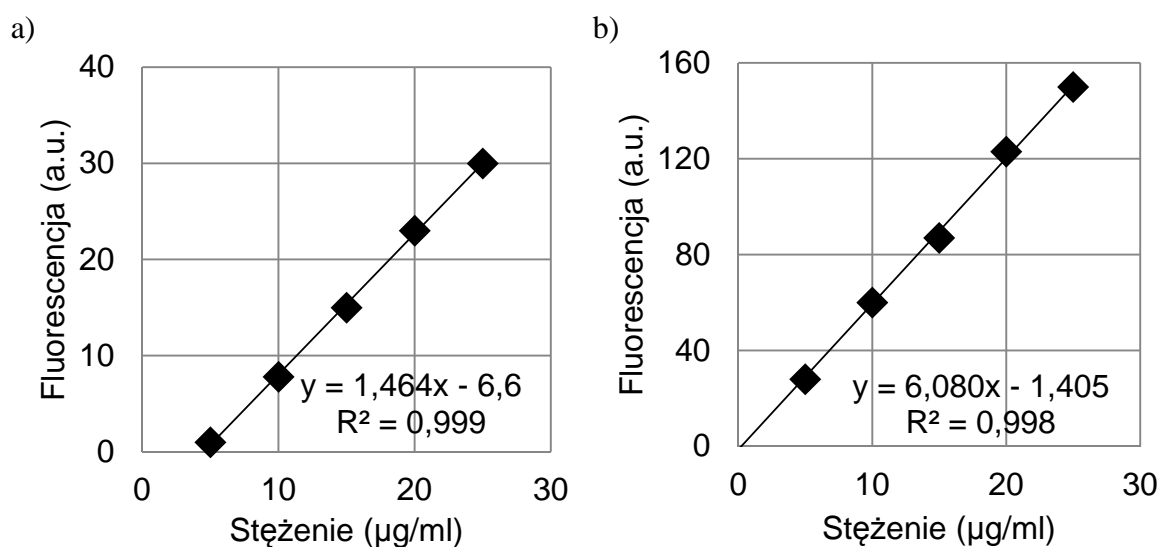 a)
40
30
20
10
0
0 10 20 30
Fluorescencja (a.u.)
Stężenie (µg/ml)
y = 1,464x - 6,6
R² = 0,999
b)
160
120
80
40
0
0 10 20 30
Fluorescencja (a.u.)
Stężenie (µg/ml)
y = 6,080x - 1,405
R² = 0,998